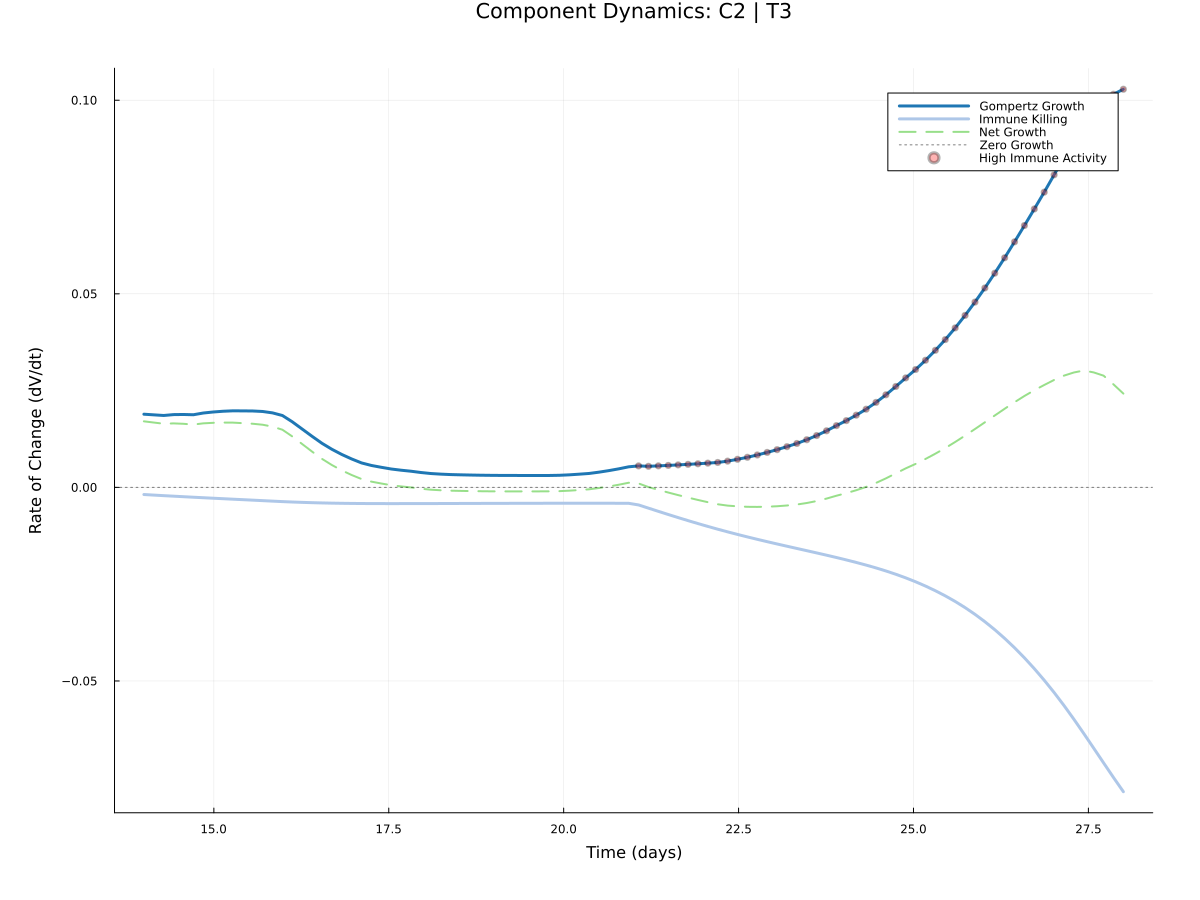 Component Dynamics: C2 | T3
Gompertz Growth
Immune Killing
Net Growth
Zero Growth
High Immune Activity
Rate of Change (dV/dt)
0.10
0.05
0.00
−0.05
15.0
17.5
20.0
22.5
25.0
27.5
Time (days)